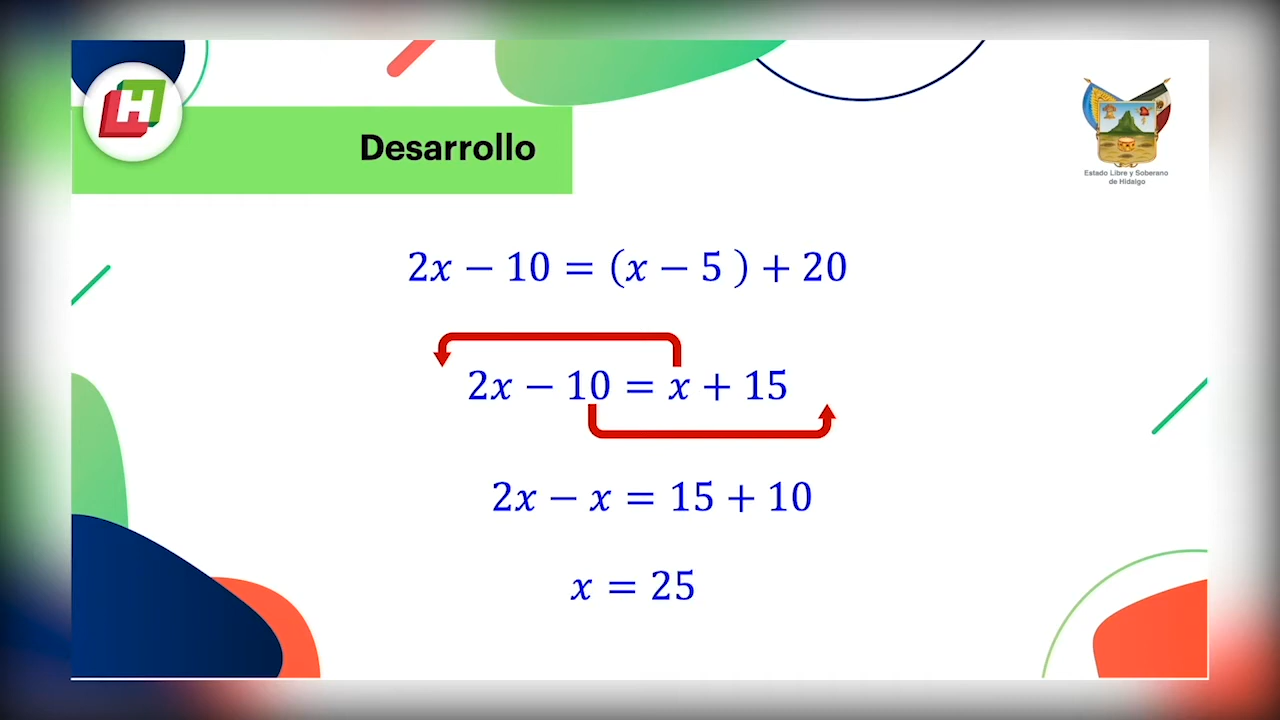 H
Desarrollo
Estado Libre y Soberano
de Hidalgo
2x − 10 = (x − 5 ) + 20
2x − 10 = x + 15
2x − x = 15 + 10
x = 25